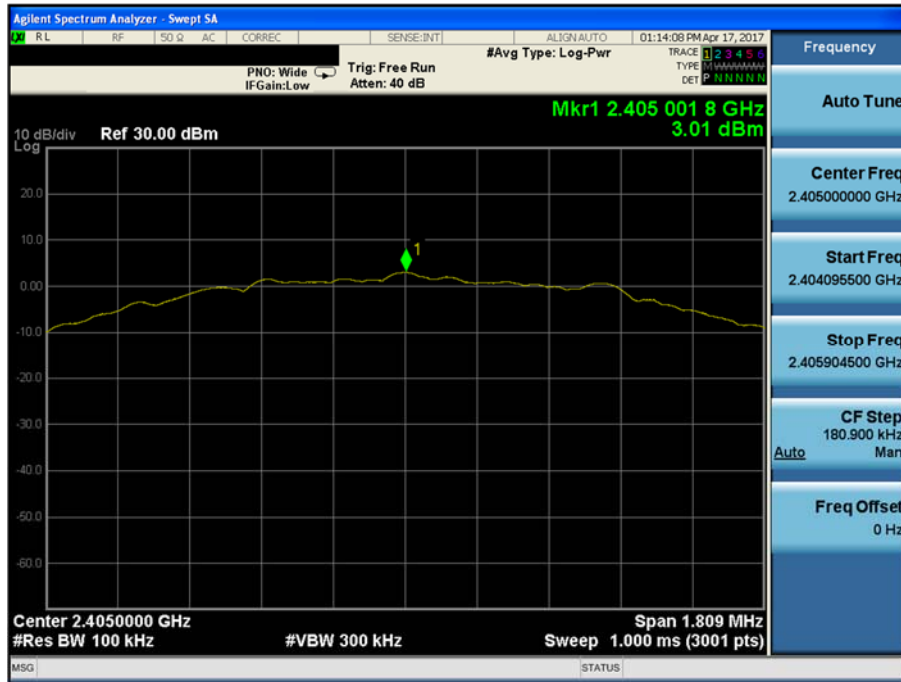 Agilent Spectrum Analyzer - Swept SA
LXI RL RF 50 Ω AC CORREC SENSE:INT ALIGNAUTO 01:14:08 PM Apr 17, 2017
#Avg Type: Log-Pwr
TRACE 1 2 3 4 5 6
TYPE M
DET P N N N N N
PNO: Wide
IFGain:Low
Trig: Free Run
Atten: 40 dB
Mkr1 2.405 001 8 GHz
3.01 dBm
10 dB/div
Log
Ref 30.00 dBm
20.0
10.0
0.00
-10.0
-20.0
-30.0
-40.0
-50.0
-60.0
1
Center 2.4050000 GHz
Span 1.809 MHz
#Res BW 100 kHz
#VBW 300 kHz
Sweep 1.000 ms (3001 pts)
MSG
STATUS
Frequency
Auto Tune
Center Freq
2.405000000 GHz
Start Freq
2.404095500 GHz
Stop Freq
2.405904500 GHz
CF Step
180.900 kHz
Auto Man
Freq Offset
0 Hz